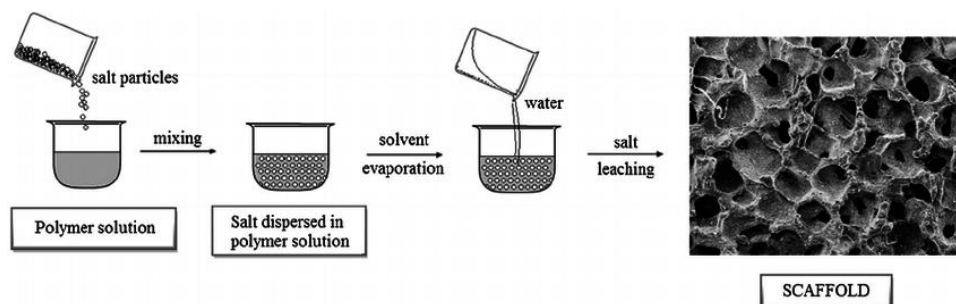 salt particles
mixing
Polymer solution
Salt dispersed in
polymer solution
solvent
evaporation
water
salt
leaching
SCAFFOLD